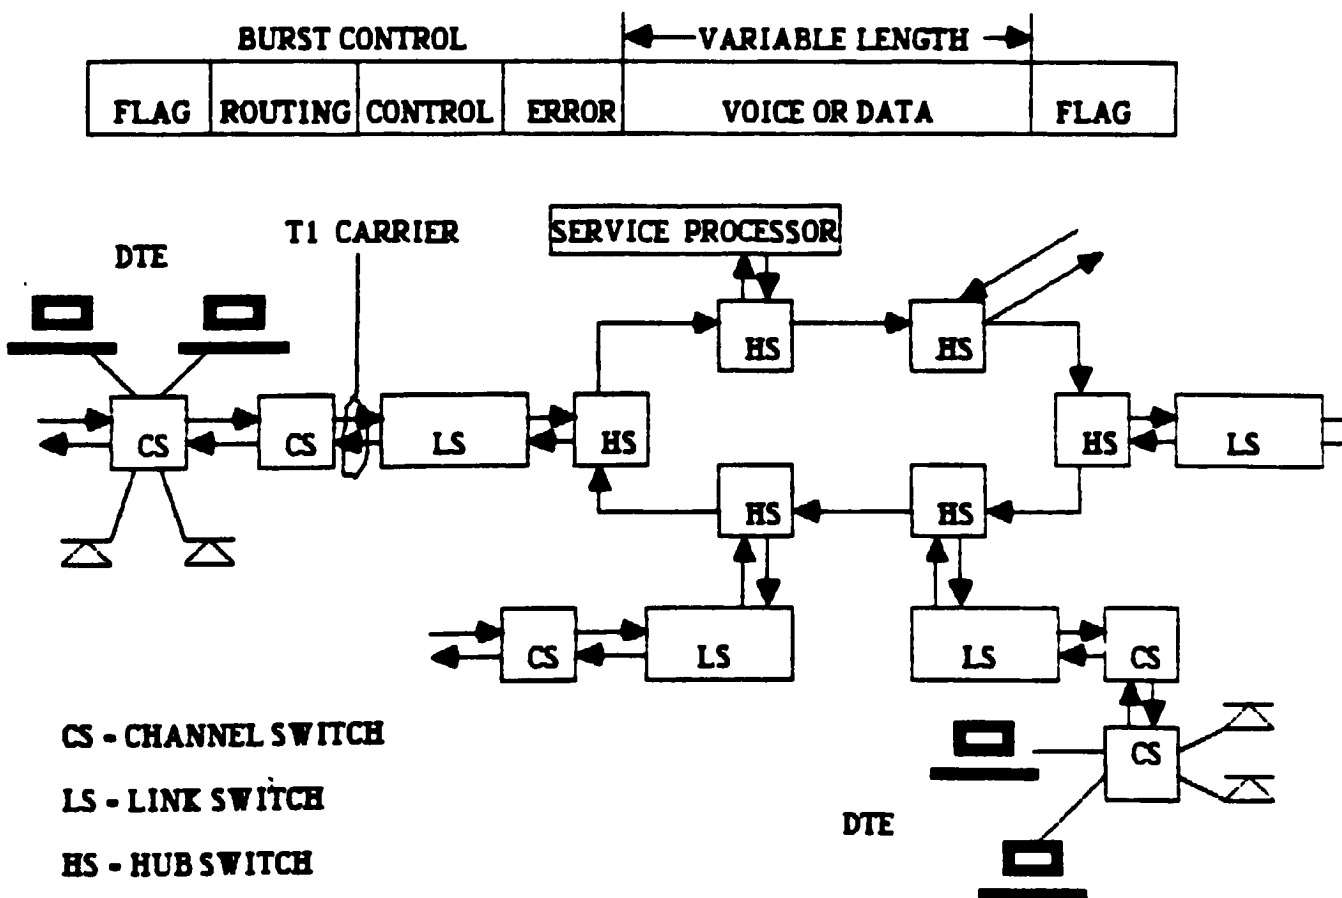 BURST CONTROL
VARIABLE LENGTH
FLAG ROUTING CONTROL ERROR VOICE OR DATA FLAG
T1 CARRIER
SERVICE PROCESSOR
DTE
HS HS
CS CS LS HS HS LS
HS HS
CS LS LS CS
CS - CHANNEL SWITCH
CS
LS - LINK SWITCH
DTE
HS - HUB SWITCH